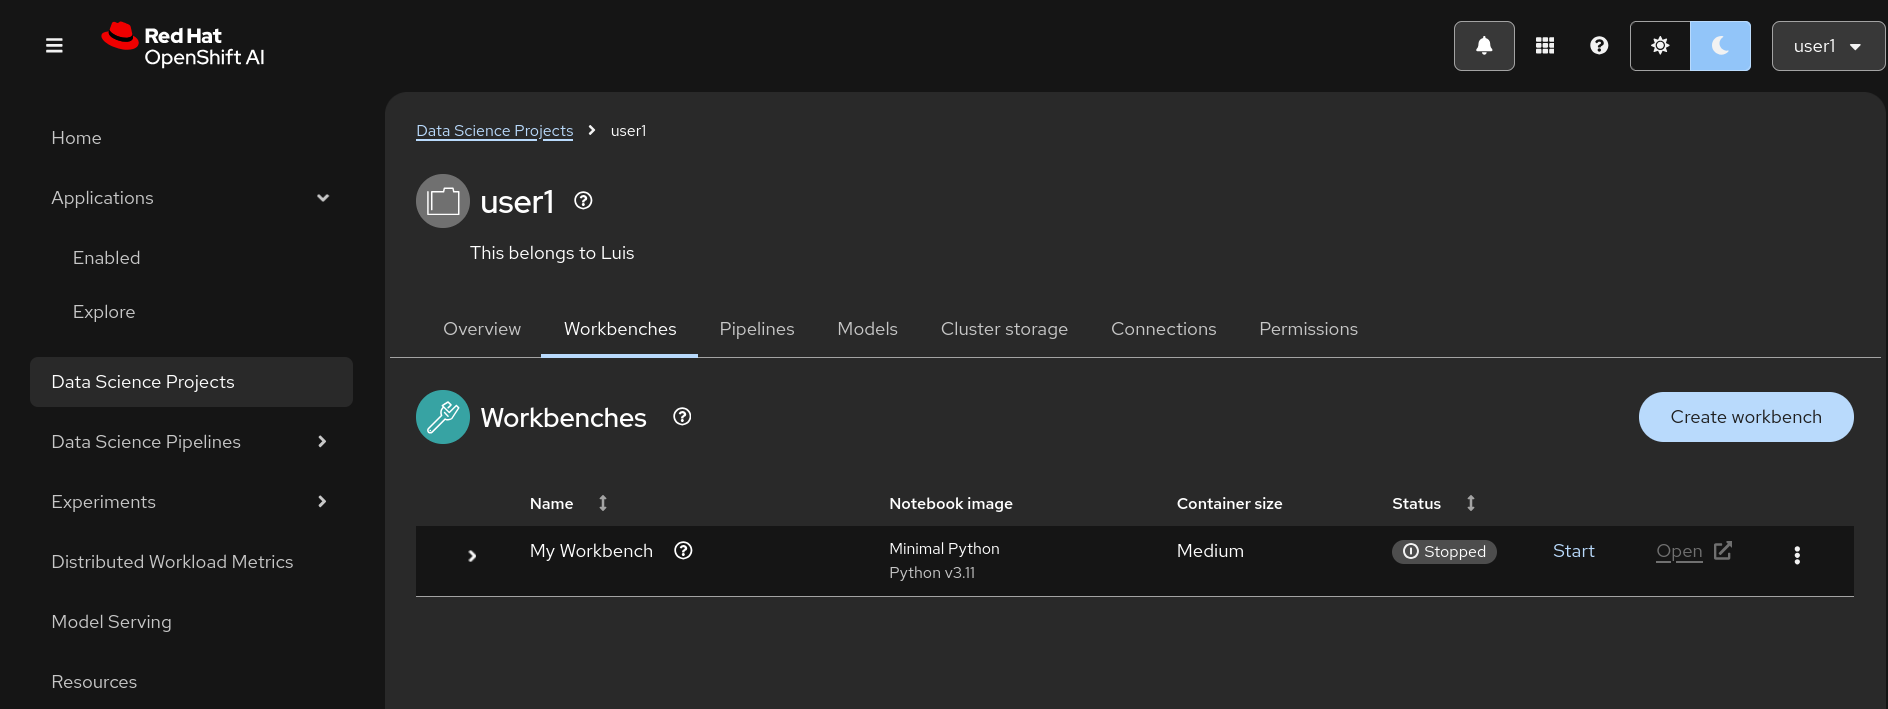 Red Hat
OpenShift AI
user1
Home
Applications
Enabled
Explore
Data Science Projects
Data Science Pipelines
Experiments
Distributed Workload Metrics
Model Serving
Resources
Data Science Projects > user1
user1
This belongs to Luis
Overview Workbenches Pipelines Models Cluster storage Connections Permissions
Workbenches
Create workbench
Name Notebook image Container size Status
My Workbench Minimal Python Medium Stopped Start Open
Python v3.11